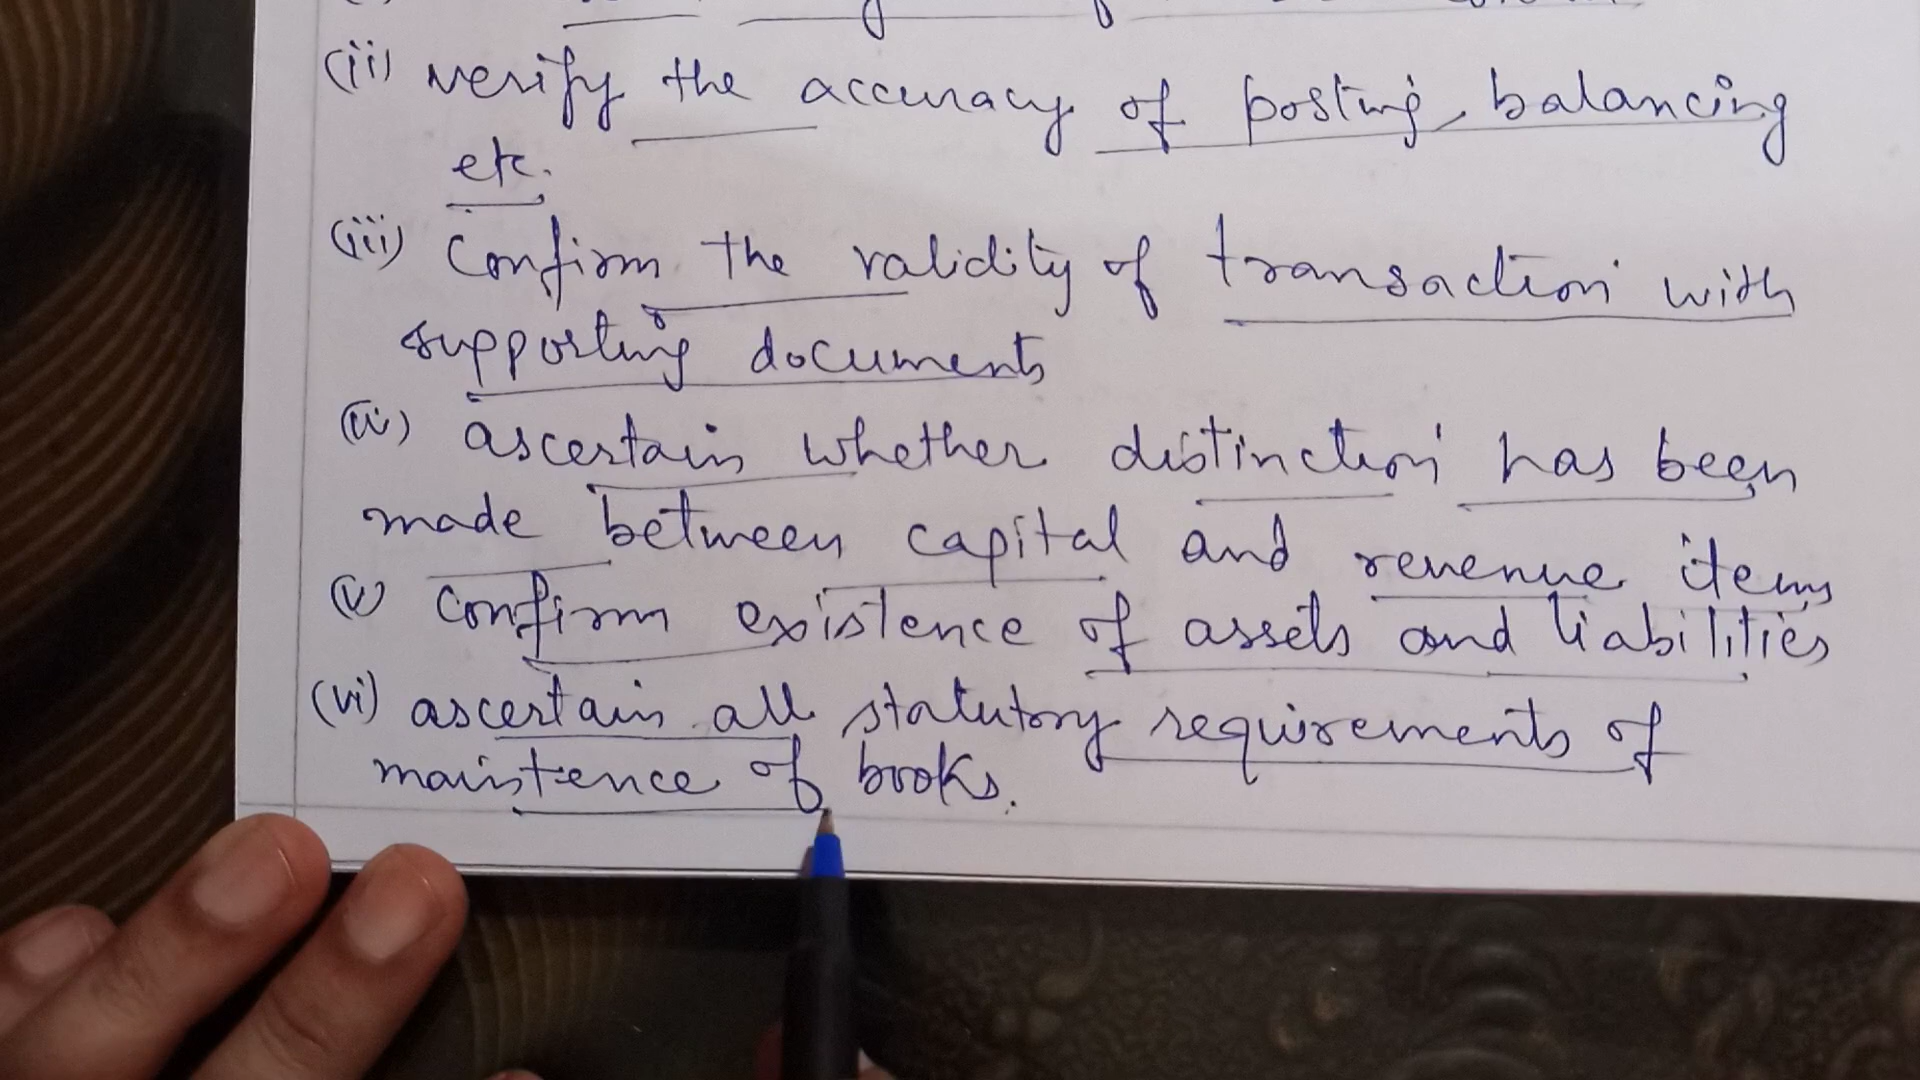 (ii) verify the accuracy of posting, balancing
etc.
(iii) Confirm the validity of transaction with
supporting documents
(iv) ascertain whether distinction has been
made between capital and revenue items
(v) confirm existence of assets and liabilities
(vi) ascertain all statutory requirements of
maintence of books.